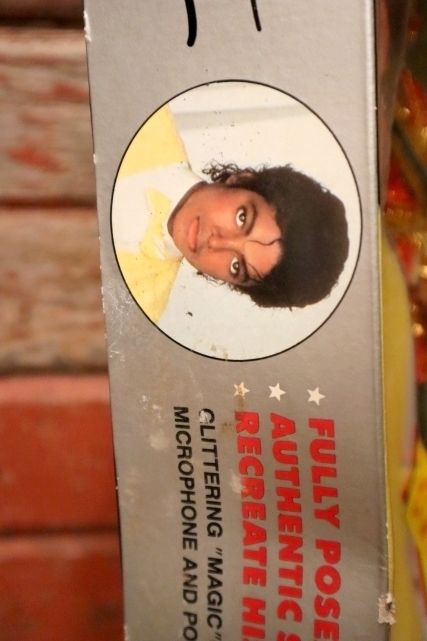 FULLY POSE
AUTHENTIC S
RECREATE HI
GLITTERING "MAGIC"
MICROPHONE AND PO